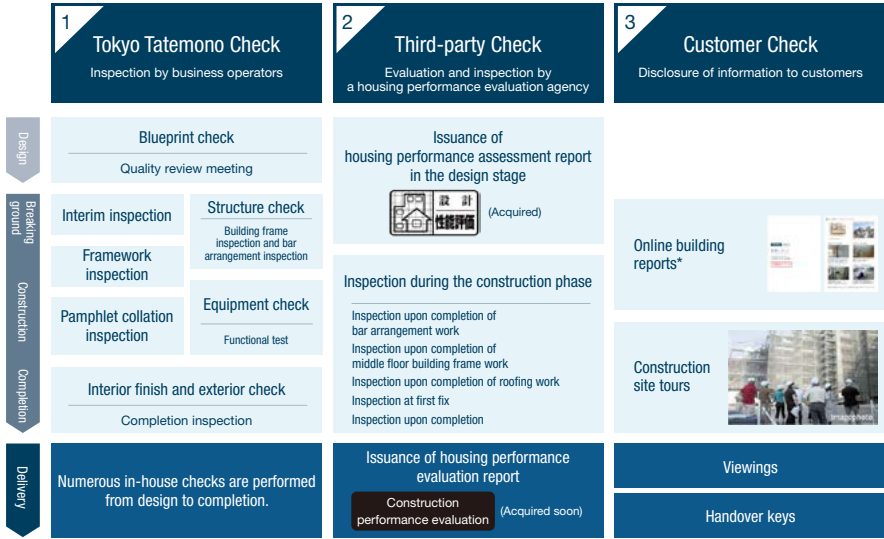 1
Tokyo Tatemono Check
Inspection by business operators
2
Third-party Check
Evaluation and inspection by
a housing performance evaluation agency
3
Customer Check
Disclosure of information to customers
Design
Blueprint check
Quality review meeting
Issuance of
housing performance assessment report
in the design stage
設計
性能評価
(Acquired)
Breaking
ground
Construction
Completion
Interim inspection
Framework
inspection
Pamphlet collation
inspection
Structure check
Building frame
inspection and bar
arrangement inspection
Equipment check
Functional test
Interior finish and exterior check
Completion inspection
Inspection during the construction phase
Inspection upon completion of
bar arrangement work
Inspection upon completion of
middle floor building frame work
Inspection upon completion of roofing work
Inspection at first fix
Inspection upon completion
Online building
reports*
Construction
site tours
Image photo
Delivery
Numerous in-house checks are performed
from design to completion.
Issuance of housing performance
evaluation report
Construction
performance evaluation
(Acquired soon)
Viewings
Handover keys